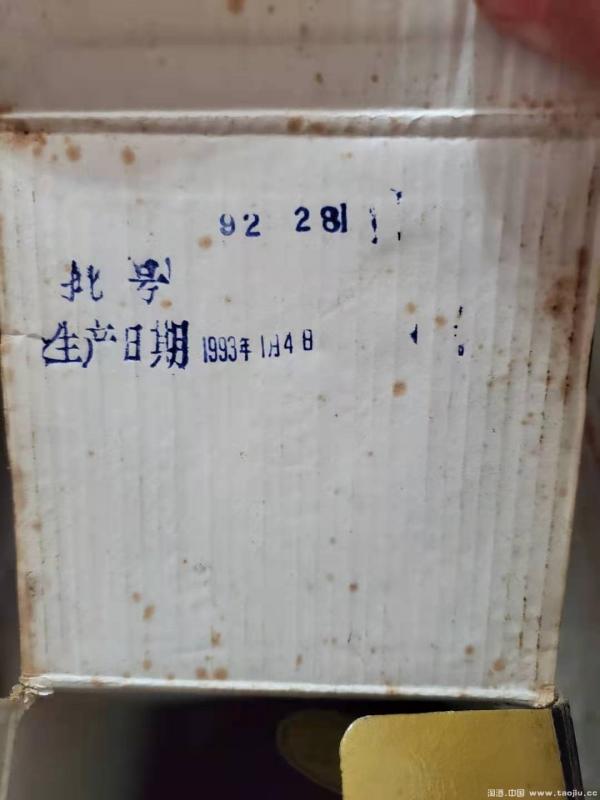 92 281
批号
生产日期 1993年1月4日
淘酒.中国 www.taojiu.cc